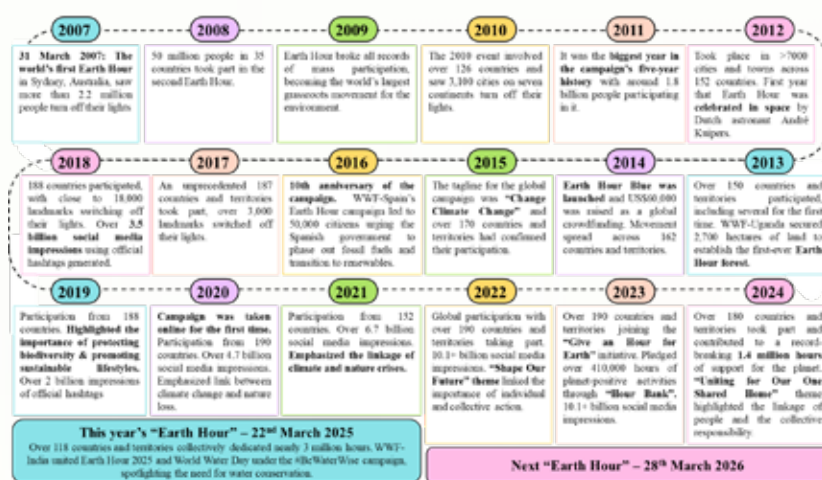 2007
31 March 2007: The
world's first Earth Hour
in Sydney, Australia, saw
more than 2.2 million
people turn off their lights
2008
50 million people in 35
countries took part in the
second Earth Hour.
2009
Earth Hour broke all records
of mass participation,
becoming the world's largest
grassroots movement for the
environment.
2010
The 2010 event involved
over 126 countries and
saw 3,100 cities on seven
continents turn off their
lights.
2011
It was the biggest year in
the campaign's five-year
history with around 1.8
billion people participating
in it.
2012
Took place in >7000
cities and towns across
152 countries. First year
that Earth Hour was
celebrated in space by
Dutch astronaut André
Kuipers.
2018
188 countries participated,
with close to 18,000
landmarks switching off
their lights. Over 3.5
billion social media
impressions using official
hashtags generated.
2017
An unprecedented 187
countries and territories
took part, over 3,000
landmarks switched off
their lights.
2016
10th anniversary of the
campaign. WWF-Spain's
Earth Hour campaign led to
50,000 citizens urging the
Spanish government to
phase out fossil fuels and
transition to renewables.
2015
The tagline for the global
campaign was "Change
Climate Change" and
over 170 countries and
territories had confirmed
their participation.
2014
Earth Hour Blue was
launched and US$60,000
was raised as a global
crowdfunding. Movement
spread across 162
countries and territories.
2013
Over 150 countries and
territories participated,
including several for the first
time. WWF-Uganda secured
2,700 hectares of land to
establish the first-ever Earth
Hour forest.
2019
Participation from 188
countries. Highlighted the
importance of protecting
biodiversity & promoting
sustainable lifestyles.
Over 2 billion impressions
of official hashtags
2020
Campaign was taken
online for the first time.
Participation from 190
countries. Over 4.7 billion
social media impressions.
Emphasized link between
climate change and nature
loss.
2021
Participation from 152
countries. Over 6.7 billion
social media impressions.
Emphasized the linkage of
climate and nature crises.
2022
Global participation with
over 190 countries and
territories taking part.
10.1+ billion social media
impressions. "Shape Our
Future" theme linked the
importance of individual
and collective action.
2023
Over 190 countries and
territories joining the
"Give an Hour for
Earth" initiative. Pledged
over 410,000 hours of
planet-positive activities
through "Hour Bank",
10.1+ billion social media
impressions.
2024
Over 180 countries and
territories took part and
contributed to a record-
breaking 1.4 million hours
of support for the planet.
"Uniting for Our One
Shared Home" theme
highlighted the linkage of
people and the collective
responsibility.
This year's "Earth Hour" – 22nd March 2025
Over 118 countries and territories collectively dedicated nearly 3 million hours. WWF-
India united Earth Hour 2025 and World Water Day under the #BeWaterWise campaign,
spotlighting the need for water conservation.
Next "Earth Hour" – 28th March 2026